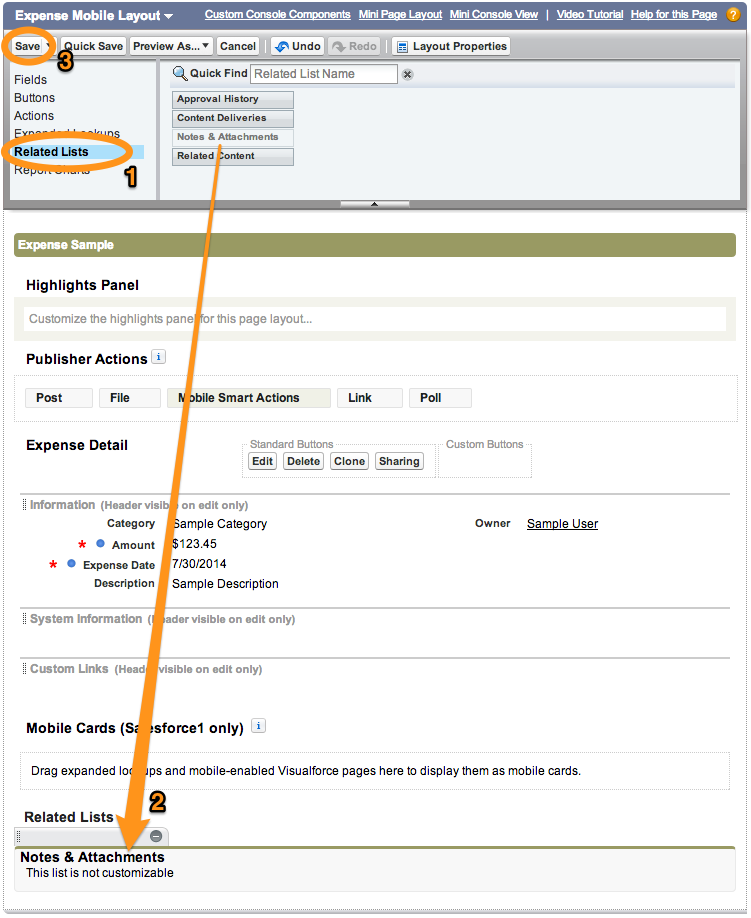 Expense Mobile Layout Custom Console Components Mini Page Layout Mini Console View | Video Tutorial Help for this Page ?
Save Quick Save Preview As... Cancel Undo Redo Layout Properties
3
Fields
Buttons
Actions
Expanded Lookups
Related Lists
Report Charts
1
Quick Find Related List Name
Approval History
Content Deliveries
Notes & Attachments
Related Content
Expense Sample
Highlights Panel
Customize the highlights panel for this page layout...
Publisher Actions i
Post File Mobile Smart Actions Link Poll
Expense Detail
Standard Buttons
Edit Delete Clone Sharing
Custom Buttons
Information (Header visible on edit only)
Category Sample Category Owner Sample User
* Amount $123.45
* Expense Date 7/30/2014
Description Sample Description
System Information (Header visible on edit only)
Custom Links (Header visible on edit only)
Mobile Cards (Salesforce1 only) i
Drag expanded lookups and mobile-enabled Visualforce pages here to display them as mobile cards.
2
Related Lists
Notes & Attachments
This list is not customizable